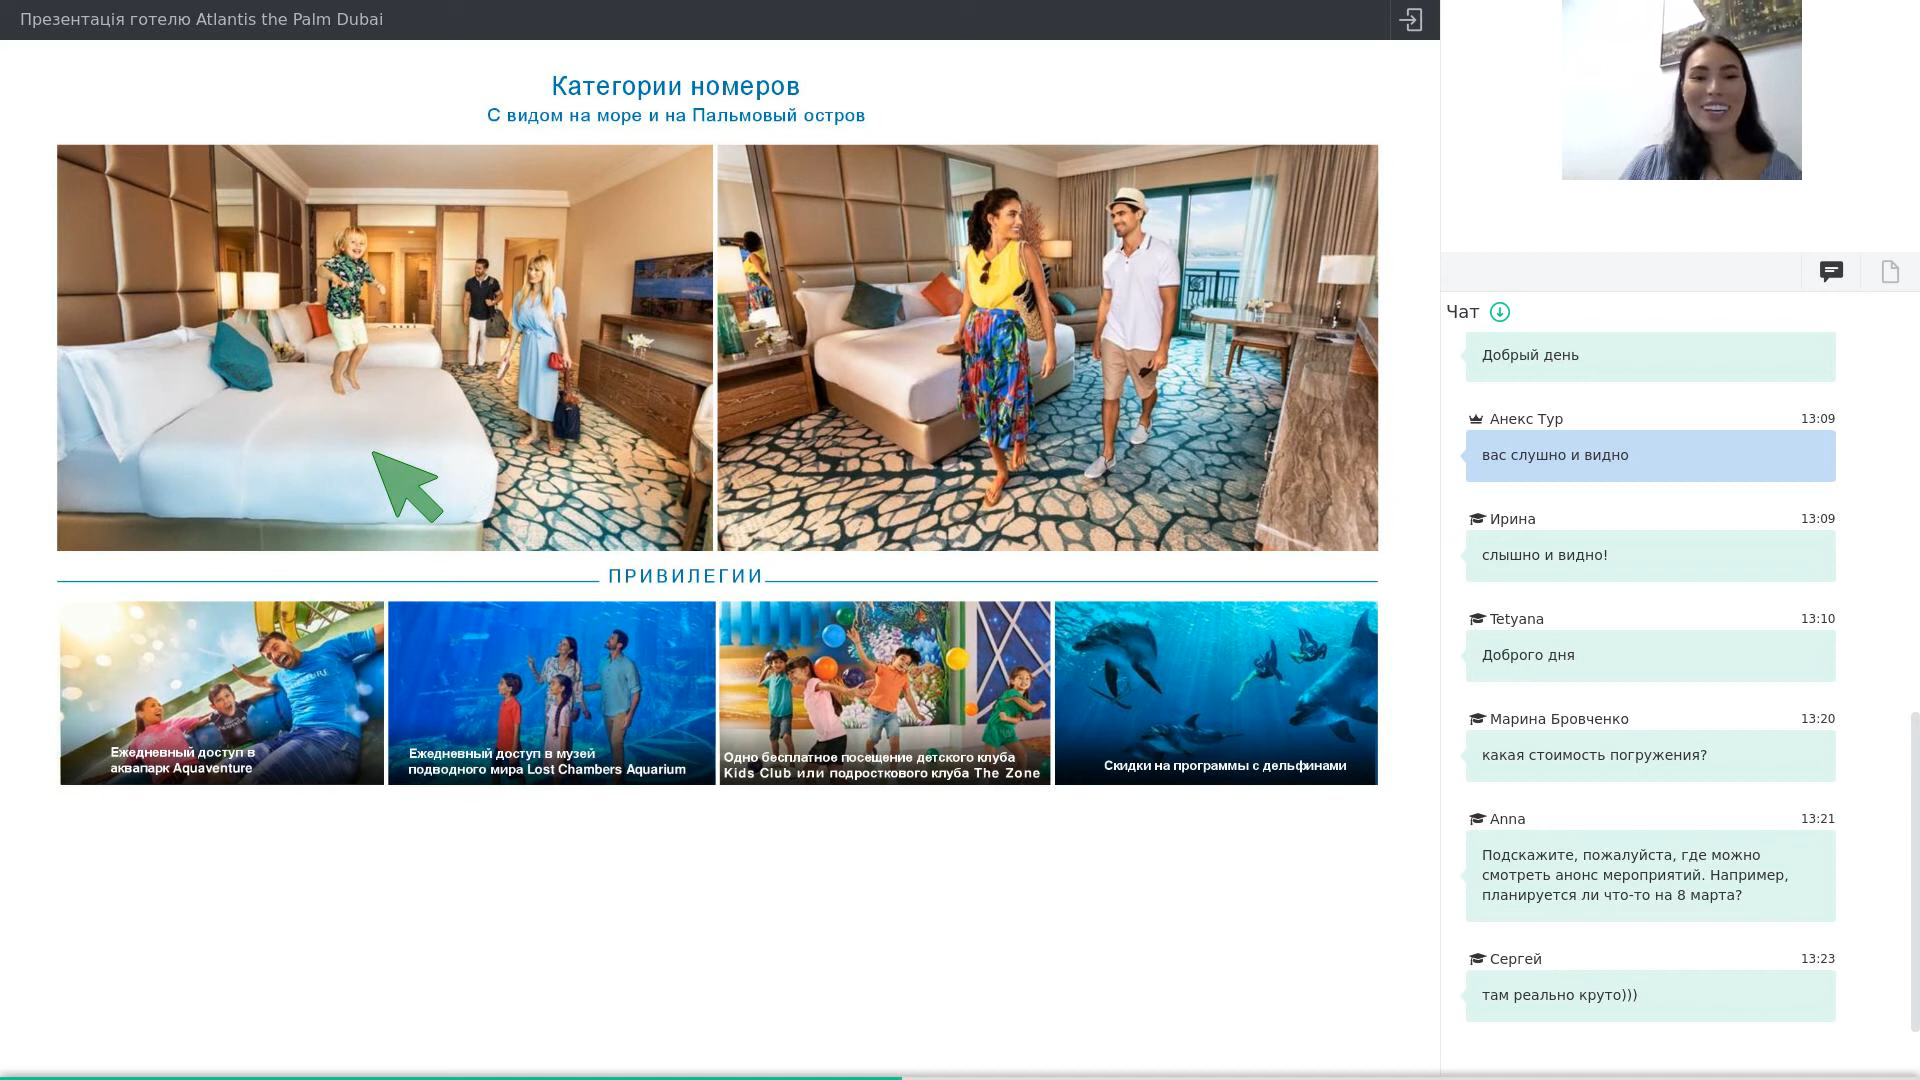 Презентація готелю Atlantis the Palm Dubai
Категории номеров
С видом на море и на Пальмовый остров
ПРИВИЛЕГИИ
Ежедневный доступ в
аквапарк Aquaventure
Ежедневный доступ в музей
подводного мира Lost Chambers Aquarium
Одно бесплатное посещение детского клуба
Kids Club или подросткового клуба The Zone
Скидки на программы с дельфинами
Чат
Добрый день
Анекс Тур 13:09
вас слушно и видно
Ирина 13:09
слышно и видно!
Tetyana 13:10
Доброго дня
Марина Бровченко 13:20
какая стоимость погружения?
Anna 13:21
Подскажите, пожалуйста, где можно
смотреть анонс мероприятий. Например,
планируется ли что-то на 8 марта?
Сергей 13:23
там реально круто)))